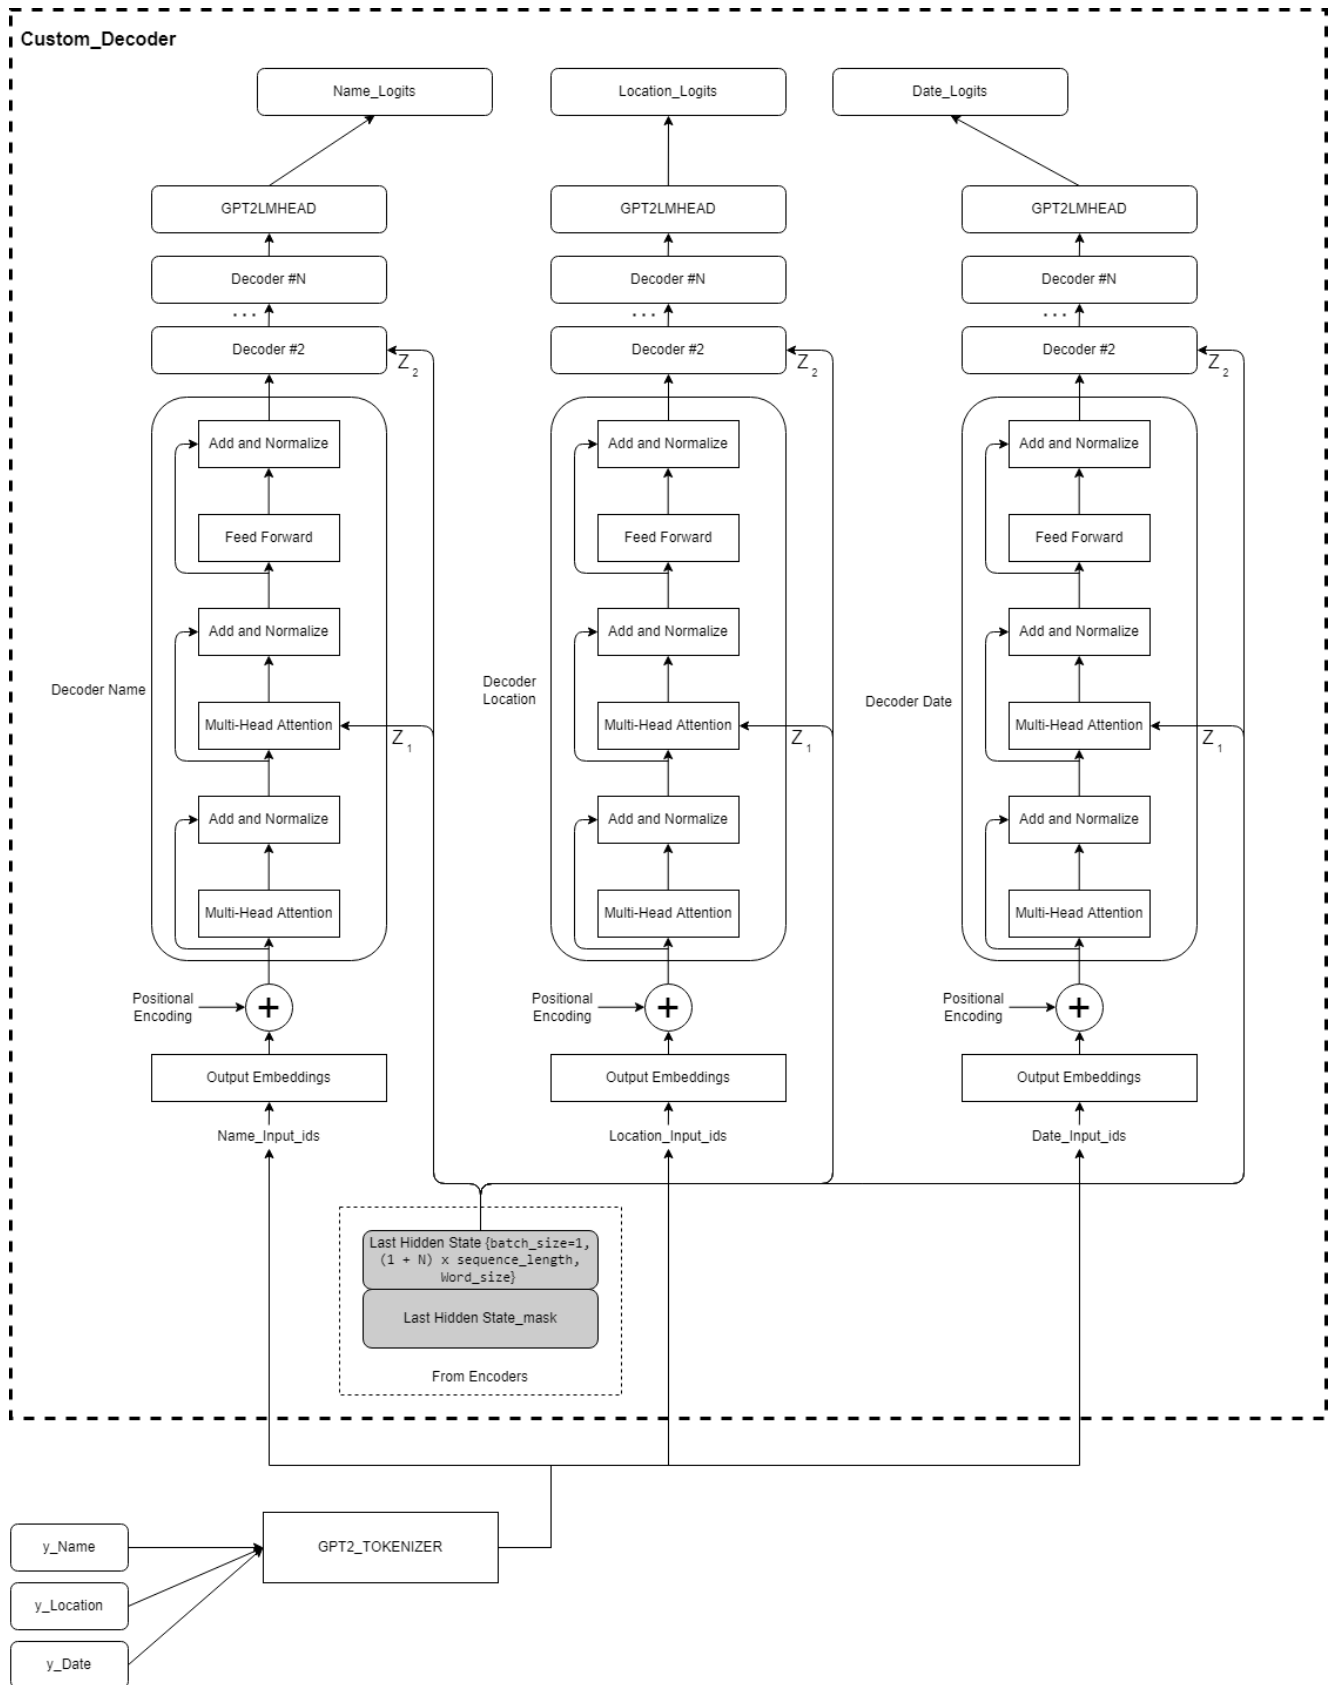 Custom_Decoder
Name_Logits
Location_Logits
Date_Logits
GPT2LMHEAD
GPT2LMHEAD
GPT2LMHEAD
Decoder #N
Decoder #N
Decoder #N
...
...
...
Decoder #2
Decoder #2
Decoder #2
Z2
Z2
Z2
Add and Normalize
Add and Normalize
Add and Normalize
Feed Forward
Feed Forward
Feed Forward
Add and Normalize
Add and Normalize
Add and Normalize
Decoder Name
Decoder
Location
Decoder Date
Multi-Head Attention
Multi-Head Attention
Multi-Head Attention
Z1
Z1
Z1
Add and Normalize
Add and Normalize
Add and Normalize
Multi-Head Attention
Multi-Head Attention
Multi-Head Attention
Positional
Encoding
+
Positional
Encoding
+
Positional
Encoding
+
Output Embeddings
Output Embeddings
Output Embeddings
Name_Input_ids
Location_Input_ids
Date_Input_ids
Last Hidden State {batch_size=1,
(1 + N) x sequence_length,
Word_size}
Last Hidden State_mask
From Encoders
y_Name
GPT2_TOKENIZER
y_Location
y_Date